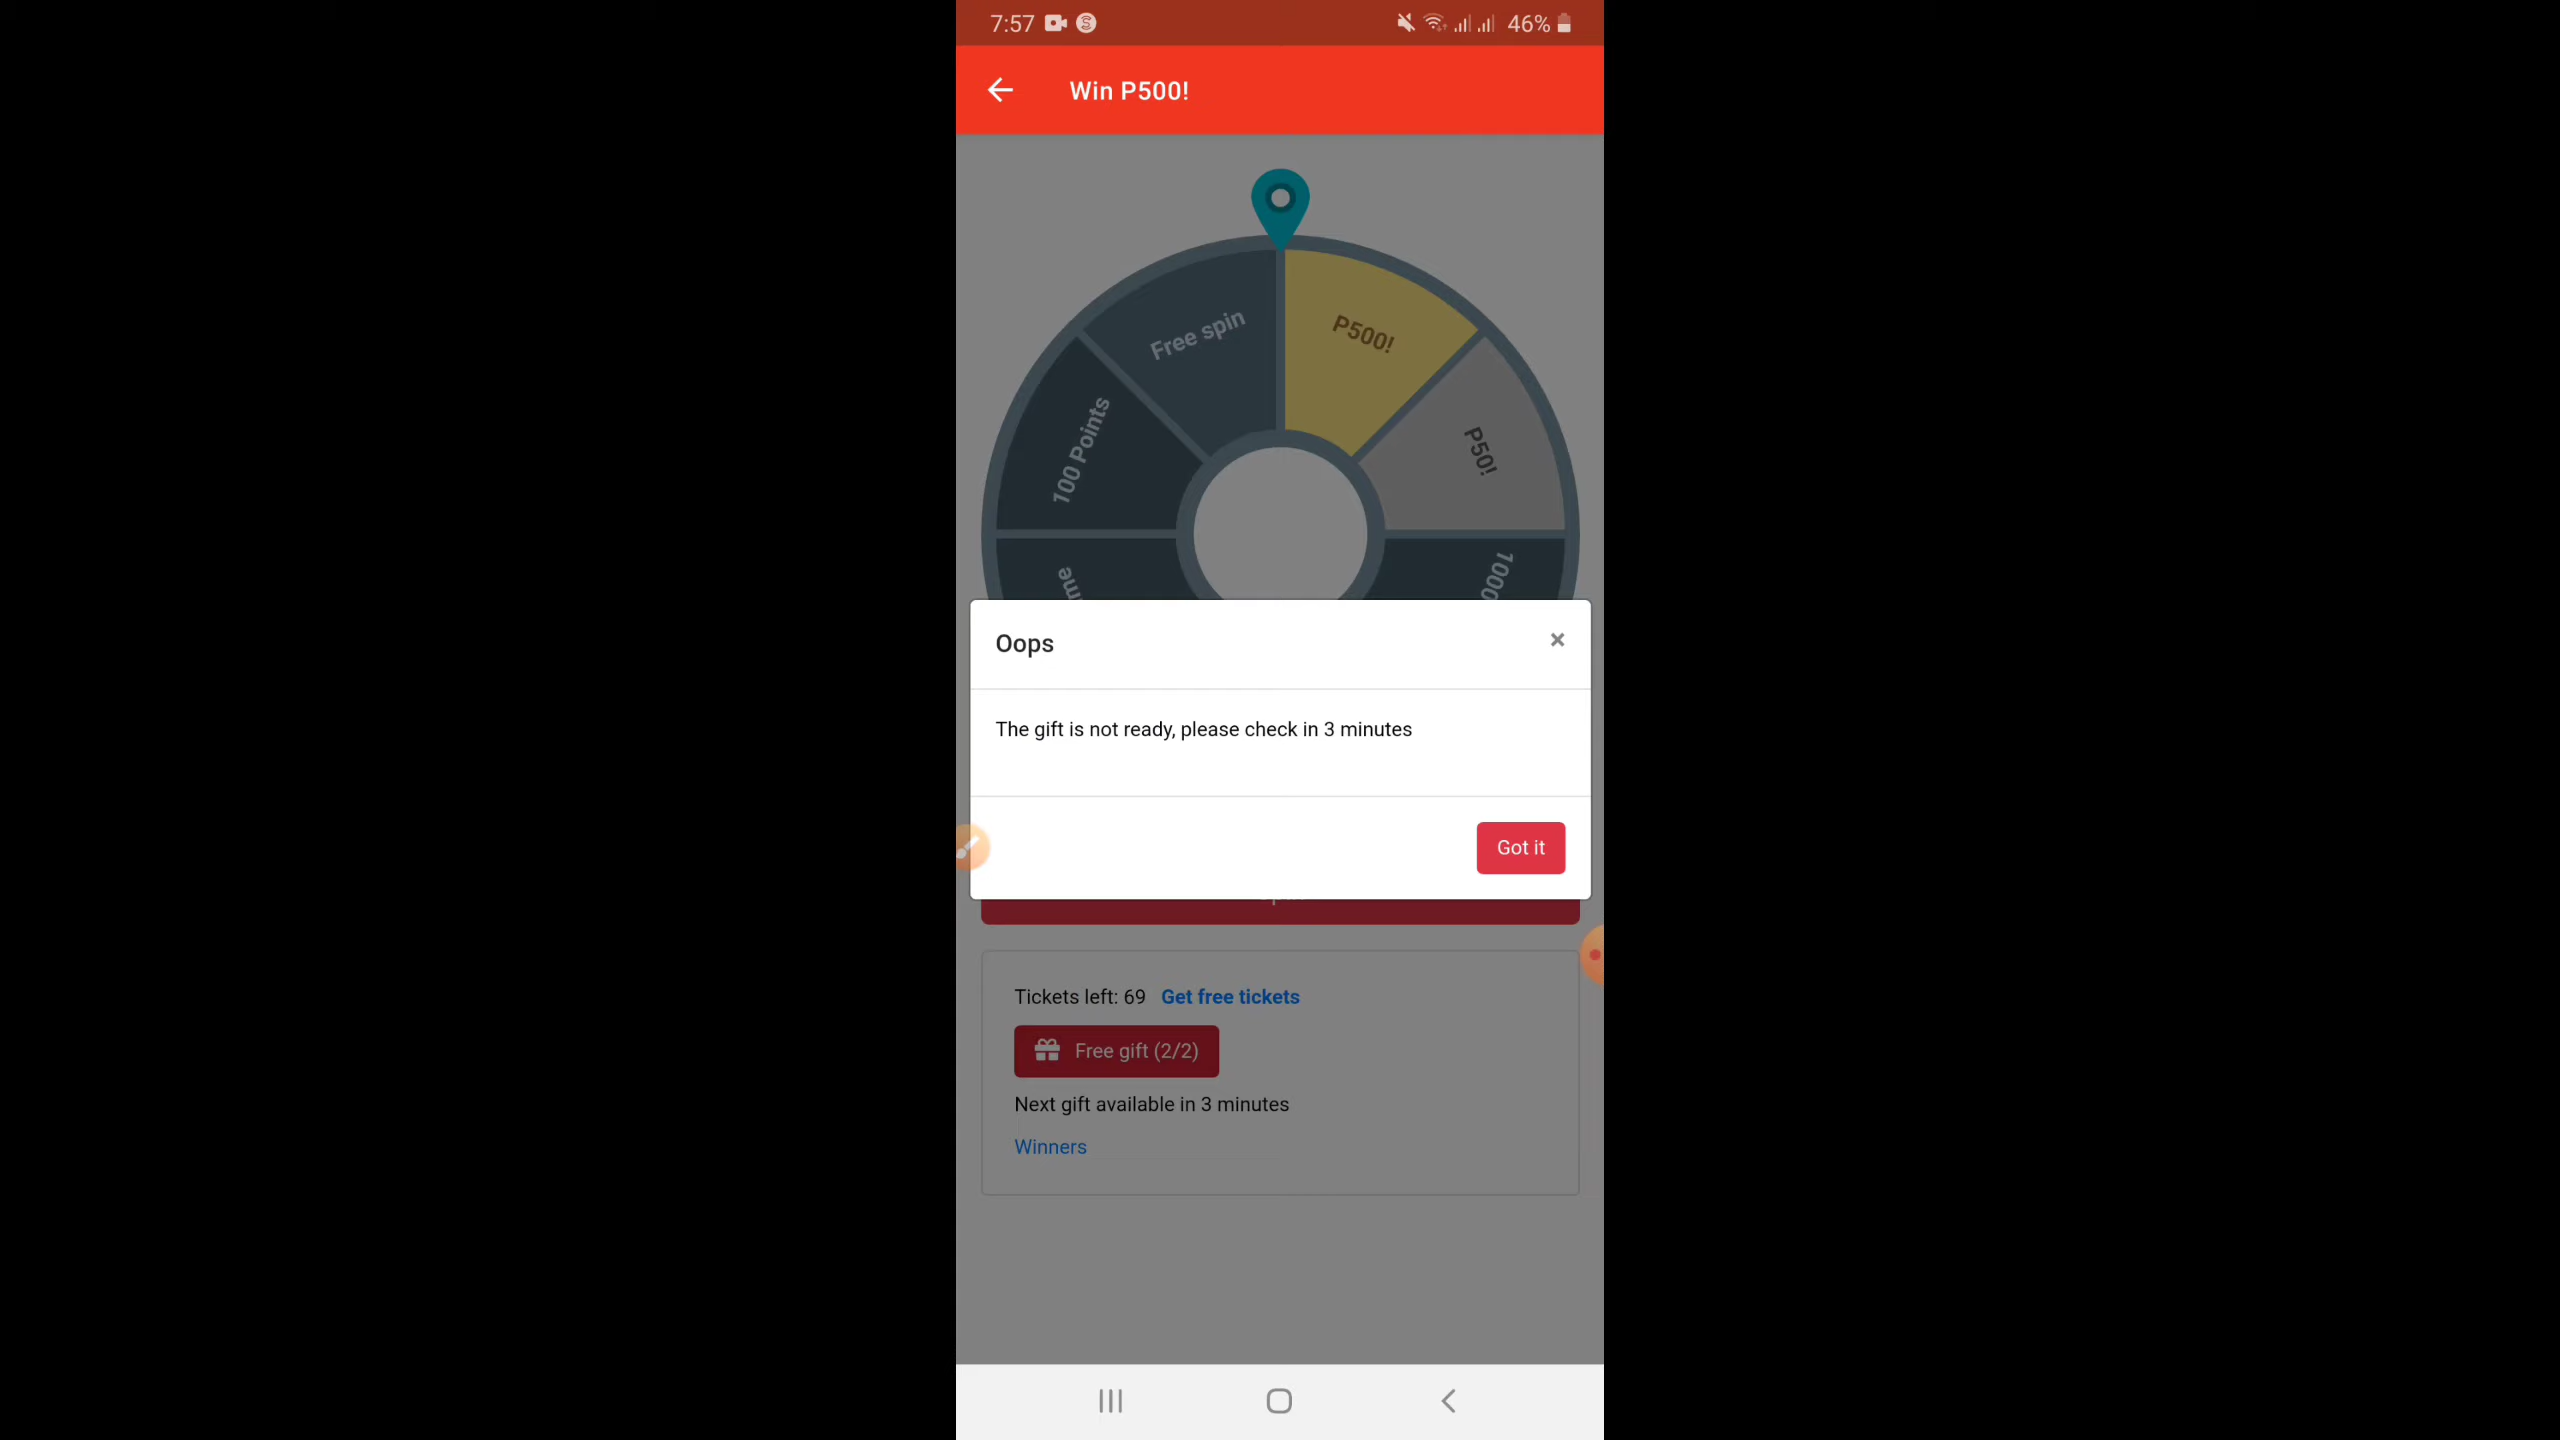 7:57
46%
Win P500!
Free spin
P500!
100 Points
P50!
Oops
×
The gift is not ready, please check in 3 minutes
Got it
Tickets left: 69 Get free tickets
Free gift (2/2)
Next gift available in 3 minutes
Winners